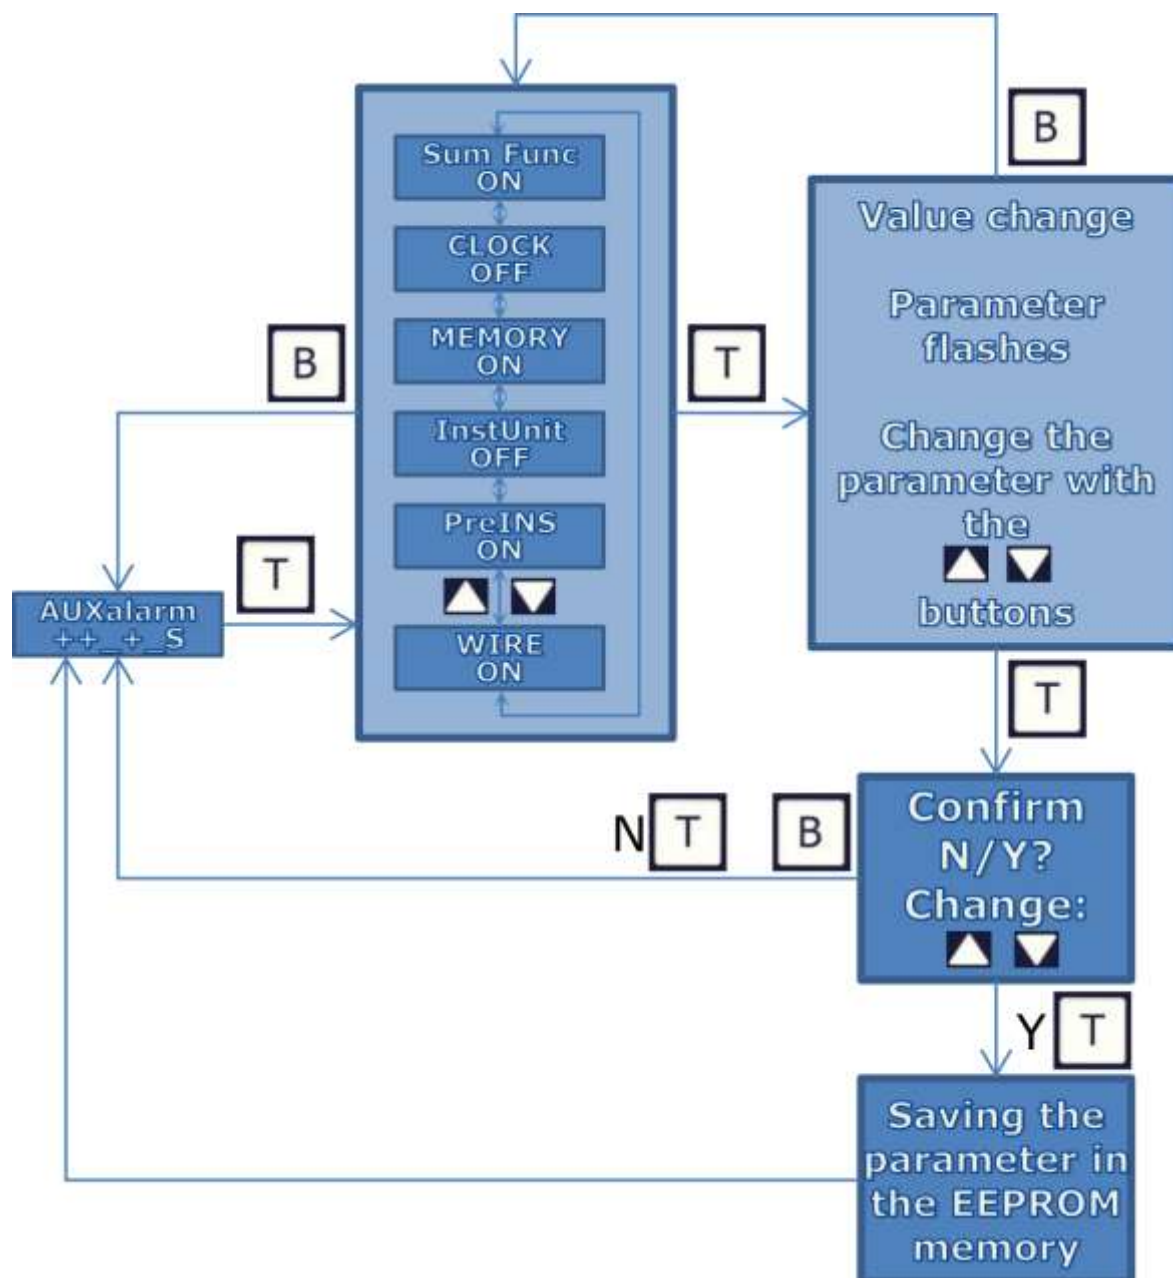 B
Sum Func
ON
CLOCK
OFF
MEMORY
ON
InstUnit
OFF
PreINS
ON
WIRE
ON
B
T
T
AUXalarm
++_+_S
Value change
Parameter
flashes
Change the
parameter with
the
buttons
T
Confirm
N/Y?
Change:
N T B
Y T
Saving the
parameter in
the EEPROM
memory